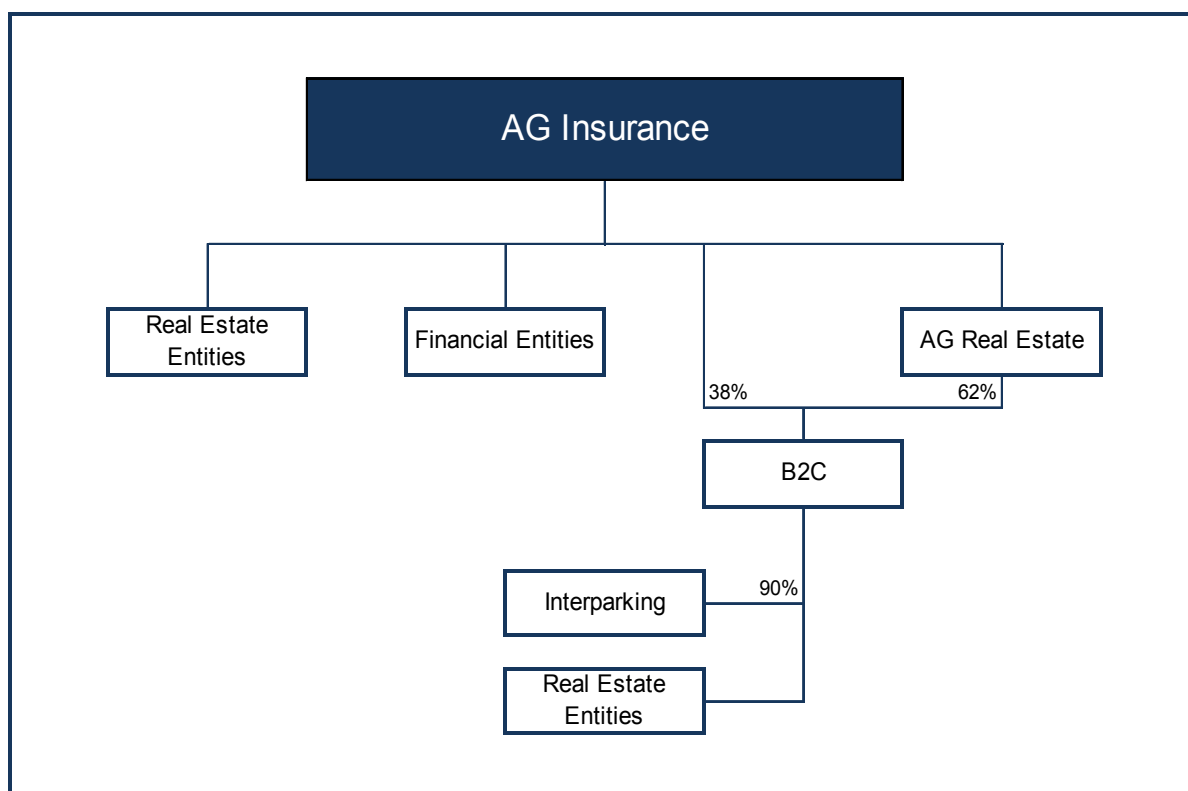 AG Insurance
Real Estate
Entities
Financial Entities
AG Real Estate
38%
62%
B2C
Interparking
90%
Real Estate
Entities